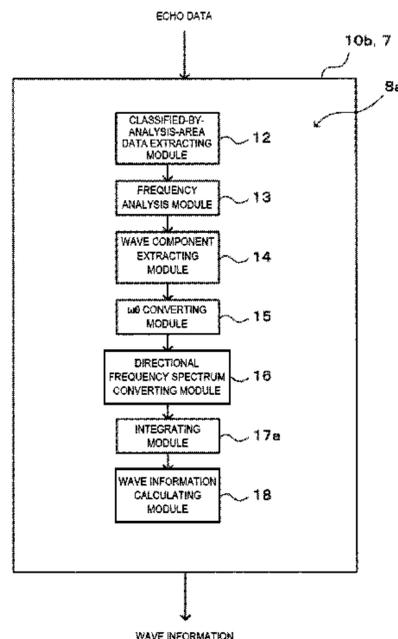 ECHO DATA
10b, 7
8a
CLASSIFIED-BY-
ANALYSIS-AREA
DATA EXTRACTING
MODULE
12
FREQUENCY
ANALYSIS MODULE
13
WAVE COMPONENT
EXTRACTING
MODULE
14
ωθ CONVERTING
MODULE
15
DIRECTIONAL
FREQUENCY SPECTRUM
CONVERTING MODULE
16
INTEGRATING
MODULE
17a
WAVE INFORMATION
CALCULATING
MODULE
18
WAVE INFORMATION